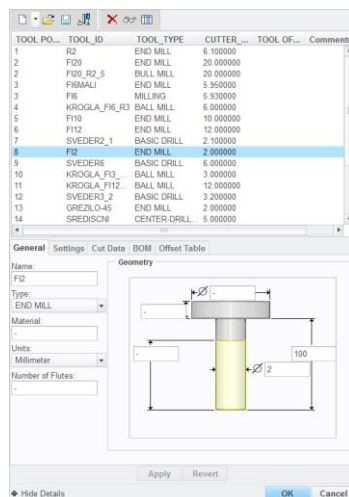 TOOL PO... TOOL_ID TOOL_TYPE CUTTER_... TOOL OF... Comments
1 R2 END MILL 6.100000
2 FI20 END MILL 20.000000
2 FI20_R2_5 BULL MILL 20.000000
3 FI6MALI END MILL 5.950000
3 FI6 MILLING 5.930000
4 KROGLA_FI6_R3 BALL MILL 6.000000
5 FI10 END MILL 10.000000
6 FI12 END MILL 12.000000
7 SVEDER2_1 BASIC DRILL 2.100000
8 FI2 END MILL 2.000000
9 SVEDER6 BASIC DRILL 6.000000
10 KROGLA_FI3_... BALL MILL 3.000000
11 KROGLA_FI12... BALL MILL 12.000000
12 SVEDER3_2 BASIC DRILL 3.200000
13 GREZILO-45 END MILL 2.000000
14 SREDISCNI CENTER-DRILL... 5.000000
General Settings Cut Data BOM Offset Table
Name:
FI2
Type:
END MILL
Material:
-
Units:
Millimeter
Number of Flutes:
-
Geometry
Ø -
-
- 100
Ø 2
Apply Revert
Hide Details OK Cancel